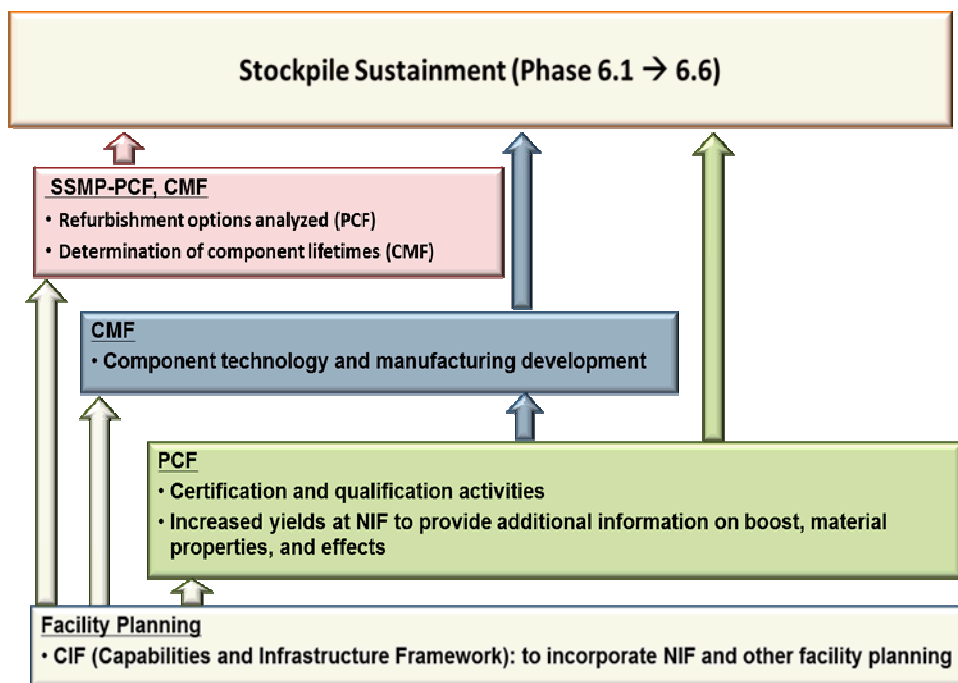 Stockpile Sustainment (Phase 6.1 → 6.6)
SSMP-PCF, CMF
• Refurbishment options analyzed (PCF)
• Determination of component lifetimes (CMF)
CMF
• Component technology and manufacturing development
PCF
• Certification and qualification activities
• Increased yields at NIF to provide additional information on boost, material
properties, and effects
Facility Planning
• CIF (Capabilities and Infrastructure Framework): to incorporate NIF and other facility planning